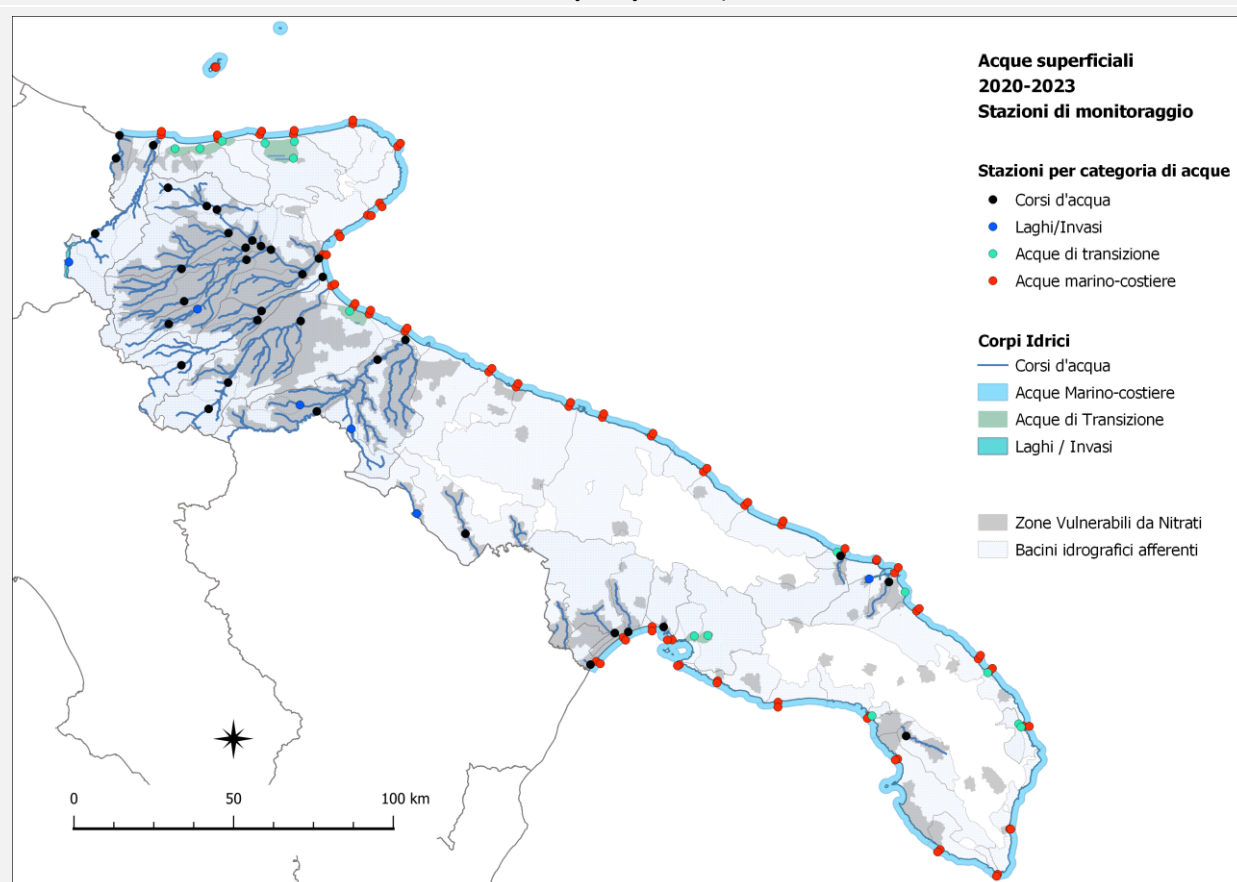 Acque superficiali
2020-2023
Stazioni di monitoraggio
Stazioni per categoria di acque
Corsi d'acqua
Laghi/Invasi
Acque di transizione
Acque marino-costiere
Corpi Idrici
Corsi d'acqua
Acque Marino-costiere
Acque di Transizione
Laghi / Invasi
Zone Vulnerabili da Nitrati
Bacini idrografici afferenti
0 50 100 km